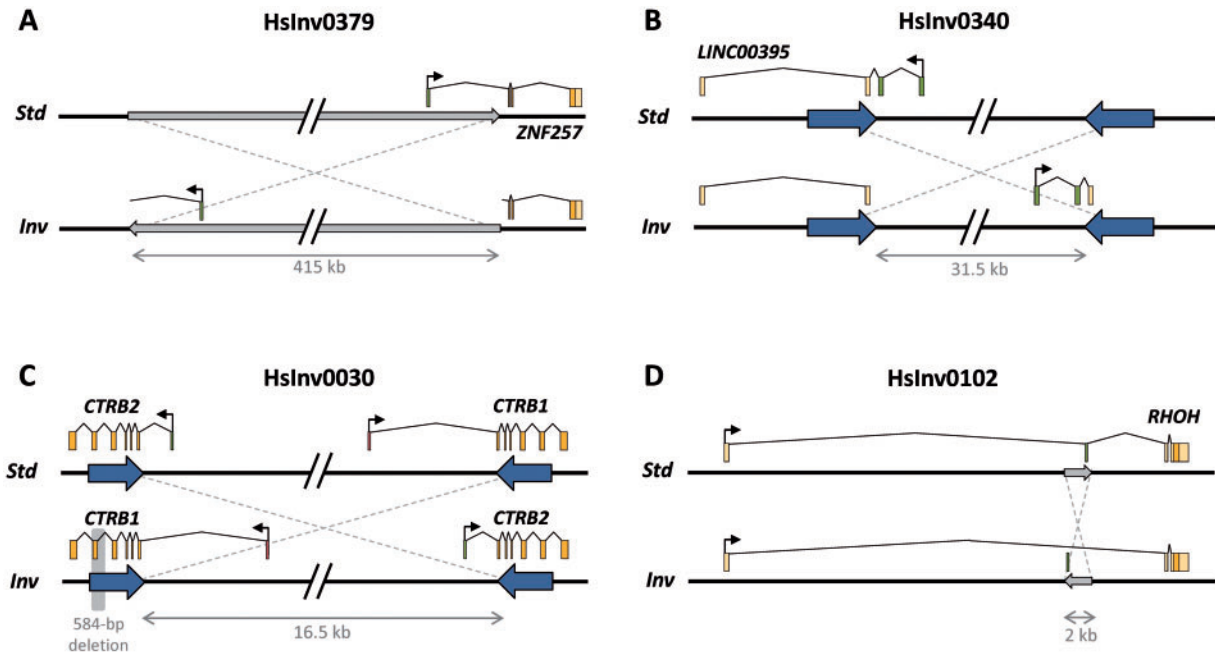 A
HsInv0379
Std
ZNF257
Inv
415 kb
B
HsInv0340
LINC00395
Std
Inv
31.5 kb
C
HsInv0030
CTRB2
CTRB1
Std
CTRB1
CTRB2
Inv
584-bp
deletion
16.5 kb
D
HsInv0102
RHOH
Std
Inv
2 kb